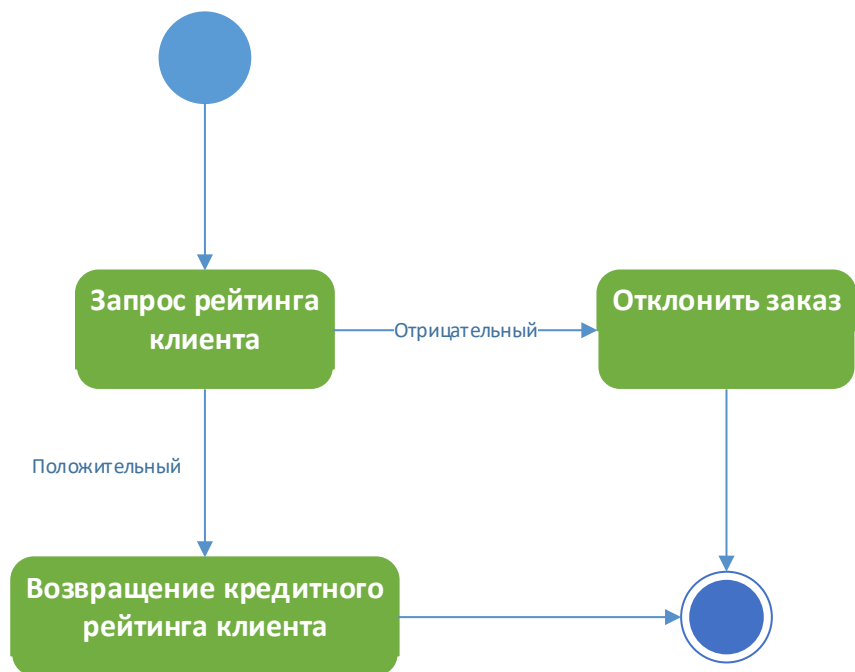 Запрос рейтинга
клиента
Отрицательный
Отклонить заказ
Положительный
Возвращение кредитного
рейтинга клиента